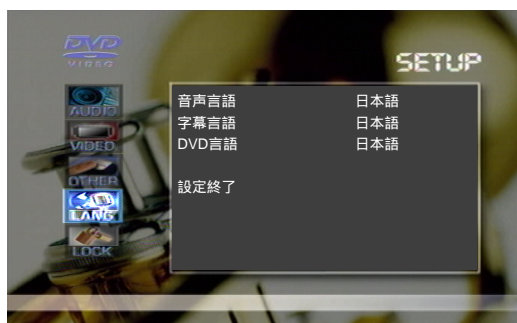 DVD
VIDEO
SETUP
AUDIO
VIDEO
OTHER
LANG
LOCK
音声言語 日本語
字幕言語 日本語
DVD言語 日本語
設定終了